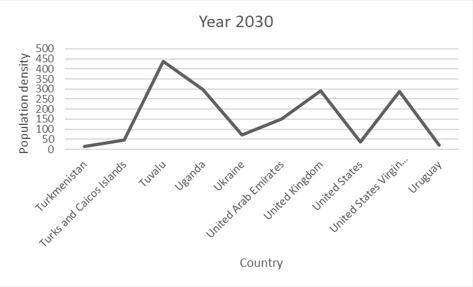 Year 2030
Population density
500
450
400
350
300
250
200
150
100
50
0
Turkmenistan
Turks and Caicos Islands
Tuvalu
Uganda
Ukraine
United Arab Emirates
United Kingdom
United States
United States Virgin...
Uruguay
Country